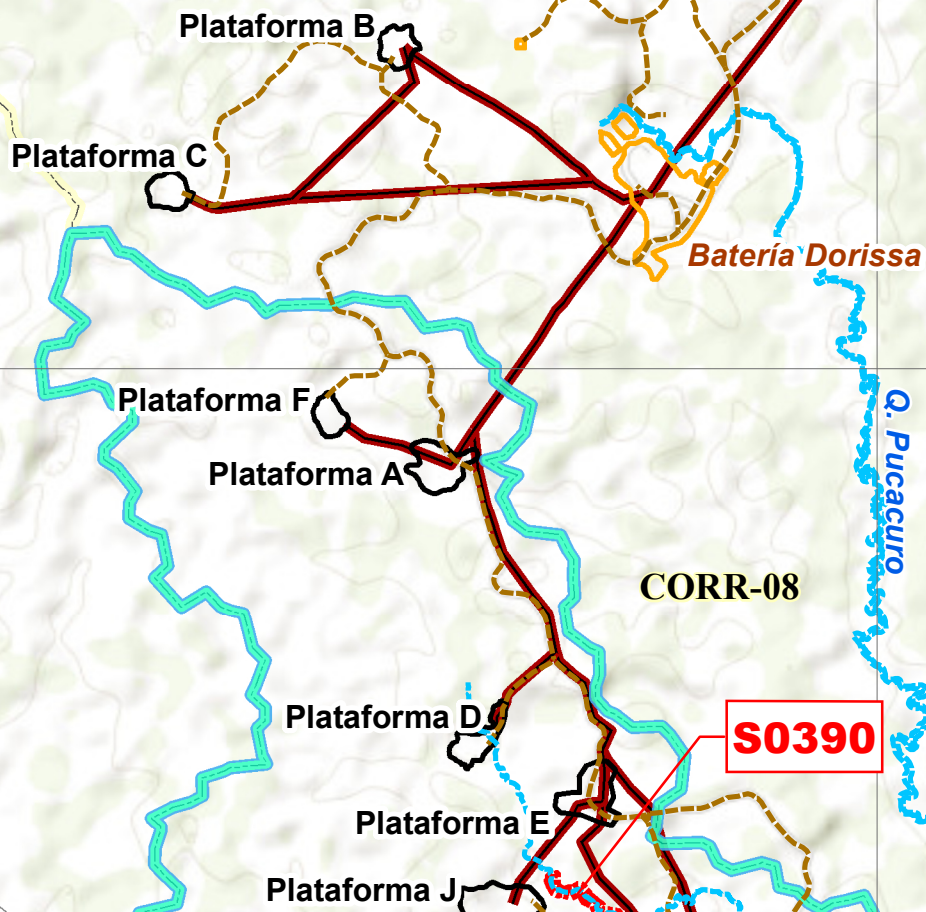 Plataforma B
Plataforma C
Batería Dorissa
Plataforma F
Q. Pucacuro
Plataforma A
CORR-08
Plataforma D
S0390
Plataforma E
Plataforma J